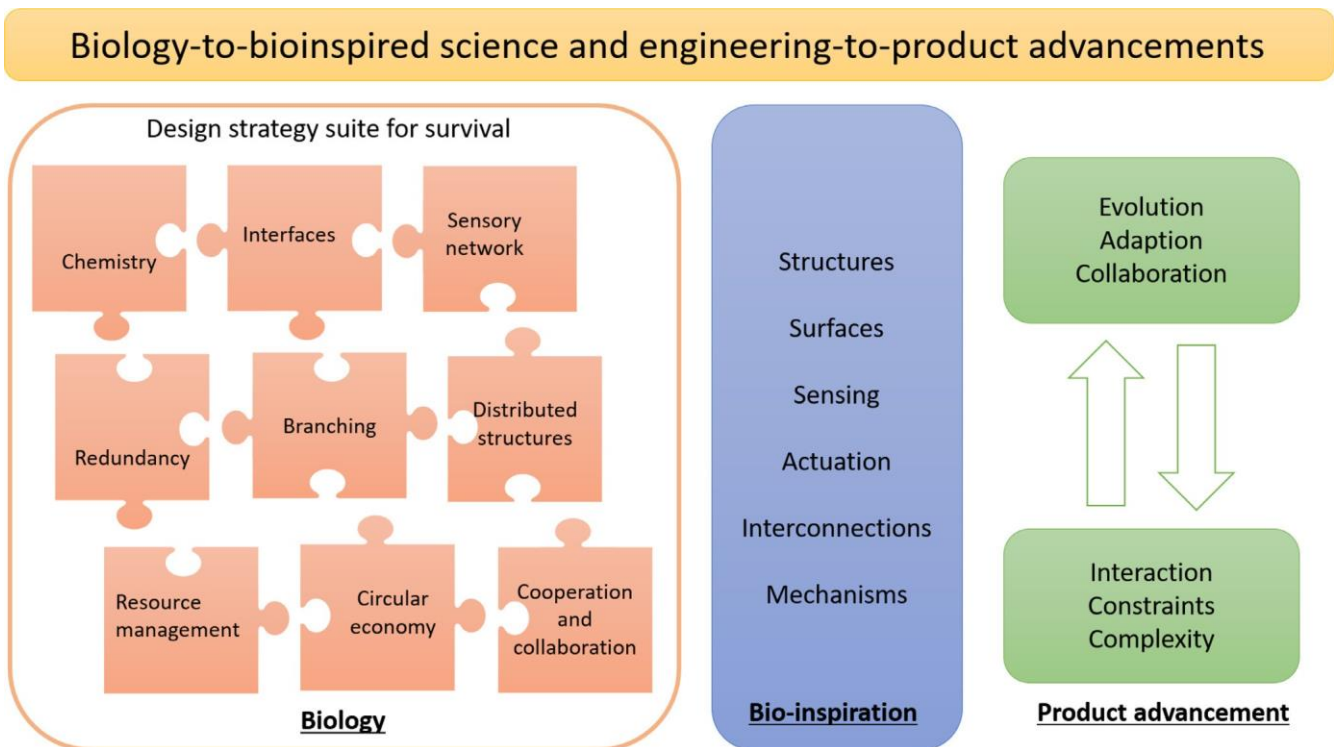 Biology-to-bioinspired science and engineering-to-product advancements
Design strategy suite for survival
Chemistry
Interfaces
Sensory
network
Redundancy
Branching
Distributed
structures
Resource
management
Circular
economy
Cooperation
and
collaboration
Biology
Structures
Surfaces
Sensing
Actuation
Interconnections
Mechanisms
Bio-inspiration
Evolution
Adaption
Collaboration
Interaction
Constraints
Complexity
Product advancement